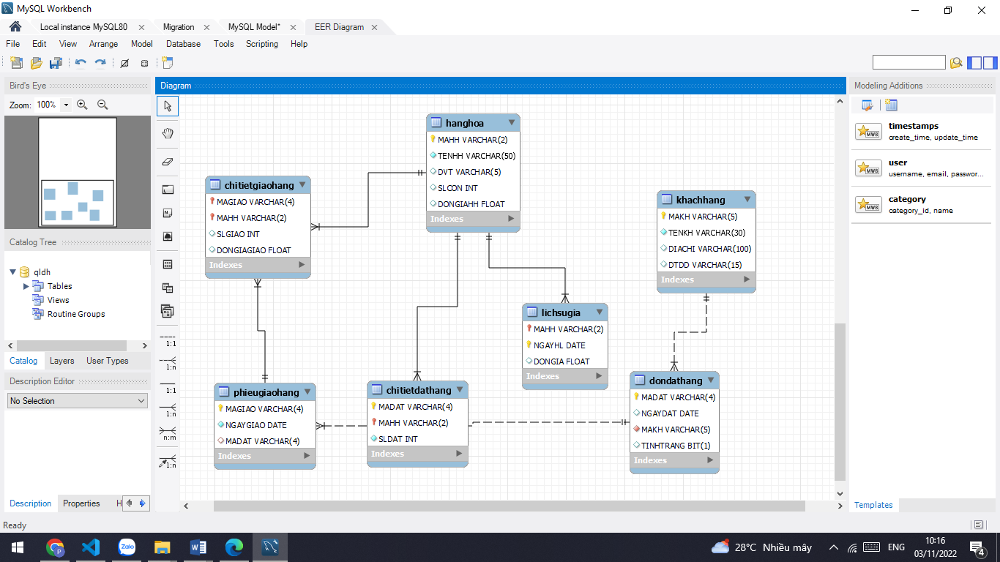 MySQL Workbench
Local instance MySQL80
Migration
MySQL Model*
EER Diagram
File Edit View Arrange Model Database Tools Scripting Help
Bird's Eye
Zoom: 100%
Catalog Tree
qldh
Tables
Views
Routine Groups
Catalog Layers User Types
Description Editor
No Selection
Description Properties H
Diagram
1:1
1:n
1:1
1:n
n:m
1:n
hanghoa
MAHH VARCHAR(2)
TENHH VARCHAR(50)
DVT VARCHAR(5)
SLCON INT
DONGIAHH FLOAT
Indexes
chitietgiaohang
MAGIAO VARCHAR(4)
MAHH VARCHAR(2)
SLGIAO INT
DONGIAGIAO FLOAT
Indexes
khachhang
MAKH VARCHAR(5)
TENKH VARCHAR(30)
DIACHI VARCHAR(100)
DTDD VARCHAR(15)
Indexes
lichsugia
MAHH VARCHAR(2)
NGAYHL DATE
DONGIA FLOAT
Indexes
phieugiaohang
MAGIAO VARCHAR(4)
NGAYGIAO DATE
MADAT VARCHAR(4)
Indexes
chitietdathang
MADAT VARCHAR(4)
MAHH VARCHAR(2)
SLDAT INT
Indexes
dondathang
MADAT VARCHAR(4)
NGAYDAT DATE
MAKH VARCHAR(5)
TINHTRANG BIT(1)
Indexes
Modeling Additions
MWB
timestamps
create_time, update_time
MWB
user
username, email, passwor...
MWB
category
category_id, name
Templates
Ready
P
Zalo
W
28°C Nhiều mây
ENG
10:16
03/11/2022
4